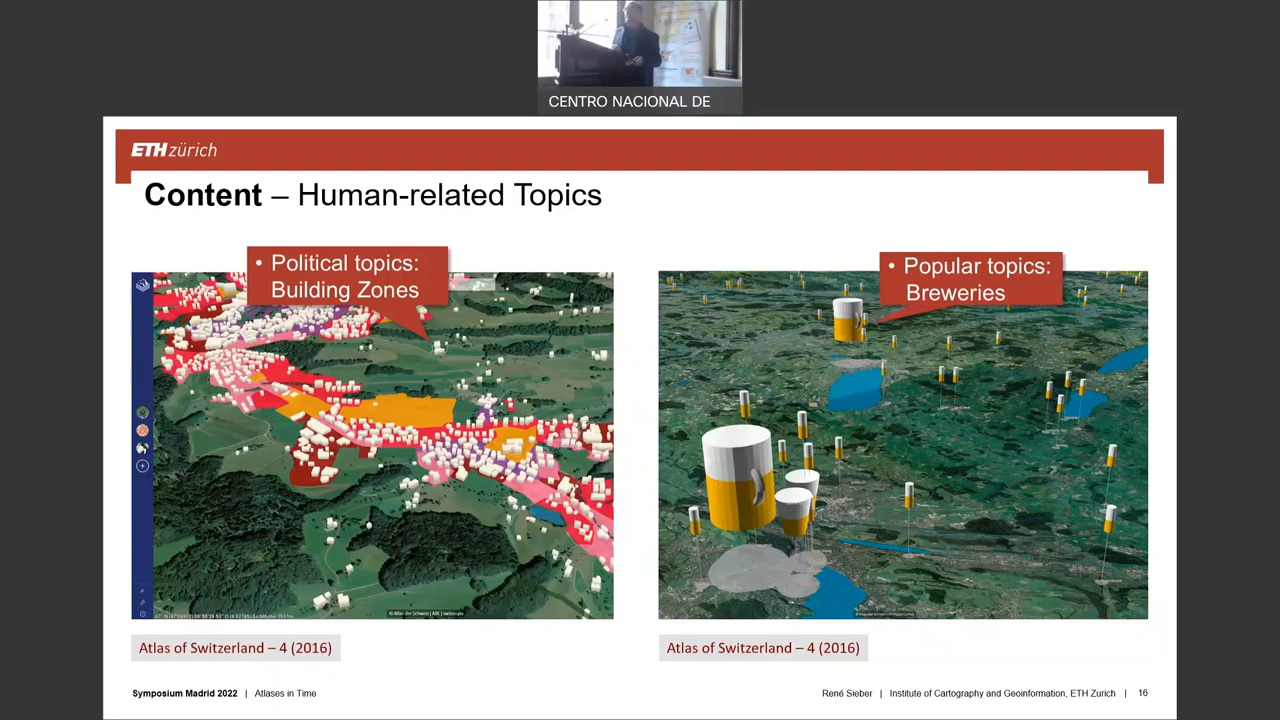 CENTRO NACIONAL DE
ETH zürich
Content – Human-related Topics
• Political topics:
Building Zones
• Popular topics:
Breweries
Atlas of Switzerland – 4 (2016)
Atlas of Switzerland – 4 (2016)
Symposium Madrid 2022 | Atlases in Time
René Sieber | Institute of Cartography and Geoinformation, ETH Zurich | 16